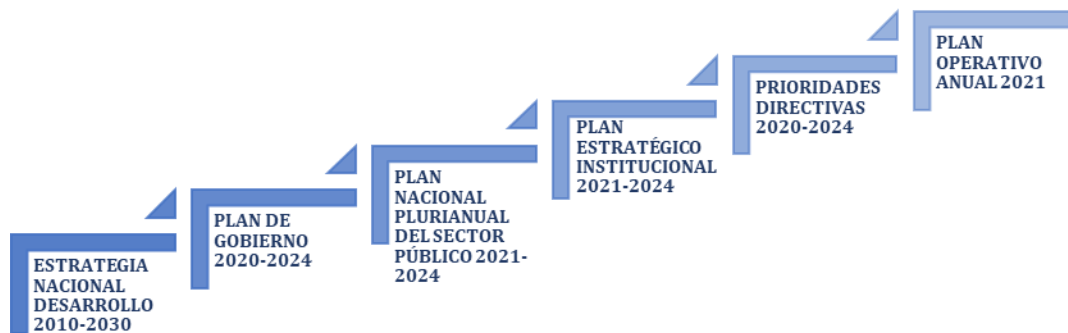 ESTRATEGIA
NACIONAL
DESARROLLO
2010-2030
PLAN DE
GOBIERNO
2020-2024
PLAN
NACIONAL
PLURIANUAL
DEL SECTOR
PÚBLICO 2021-
2024
PLAN
ESTRATÉGICO
INSTITUCIONAL
2021-2024
PRIORIDADES
DIRECTIVAS
2020-2024
PLAN
OPERATIVO
ANUAL 2021